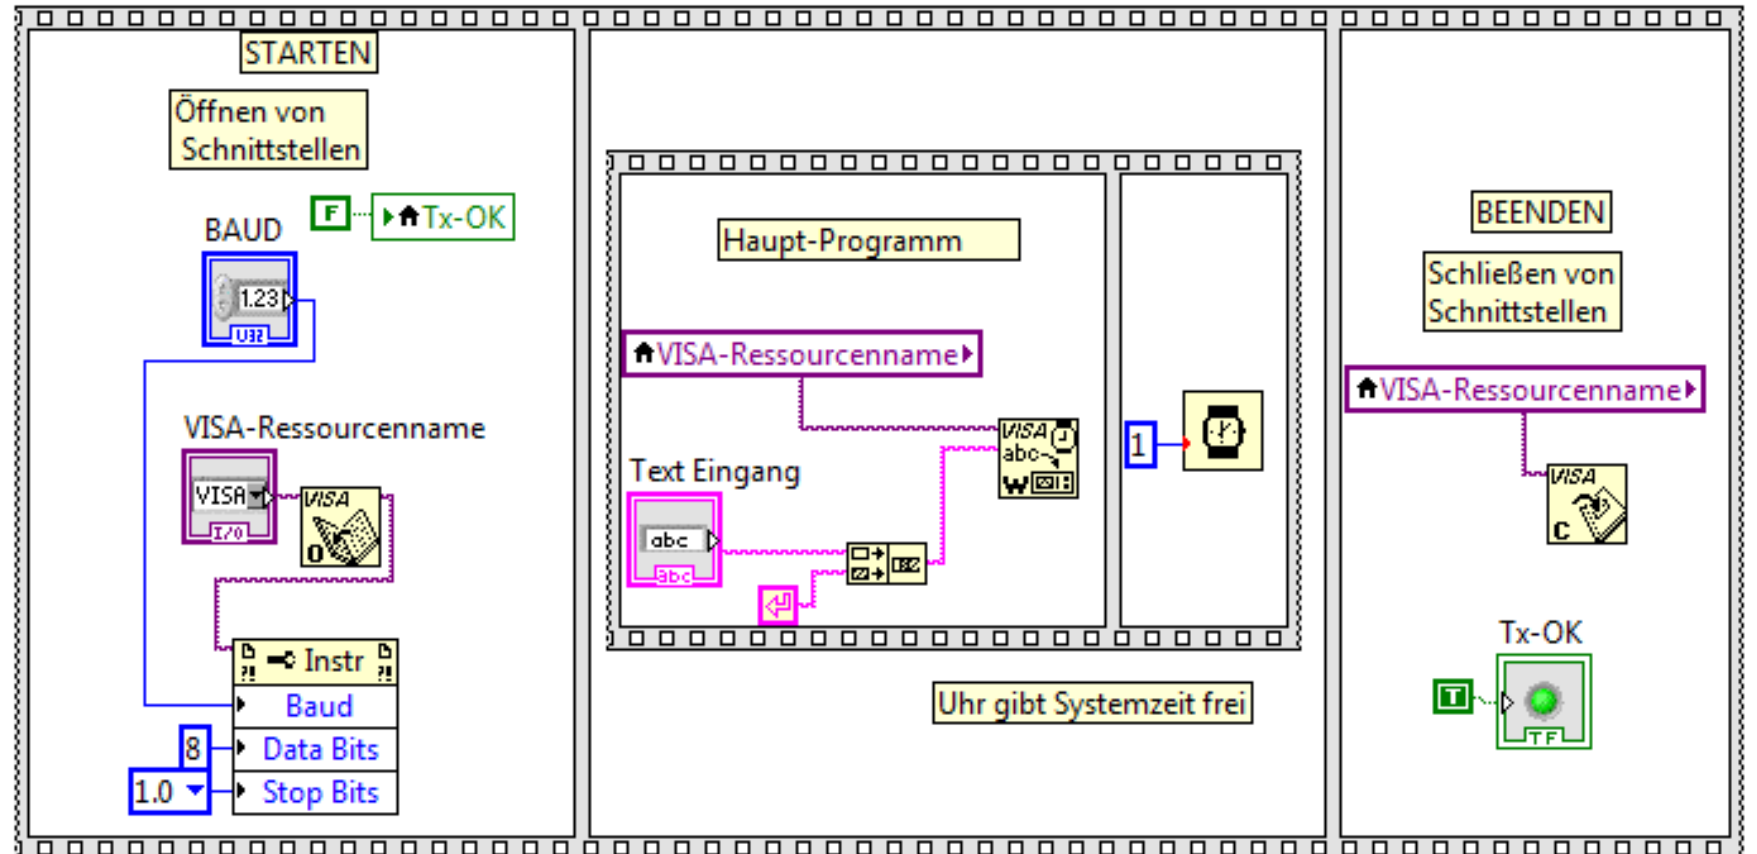 STARTEN
Öffnen von
Schnittstellen
F
Tx-OK
BAUD
1.23
U32
VISA-Ressourcenname
VISA
I/O
VISA
O
Instr
Baud
8
Data Bits
1.0
Stop Bits
Haupt-Programm
VISA-Ressourcenname
VISA
abc
W
Text Eingang
abc
abc
1
Uhr gibt Systemzeit frei
BEENDEN
Schließen von
Schnittstellen
VISA-Ressourcenname
VISA
C
Tx-OK
T
TF